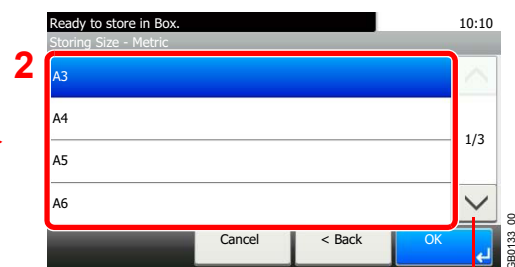 Ready to store in Box. 10:10
Storing Size - Metric
2
A3
A4
1/3
A5
A6
Cancel < Back OK
GB0133_00